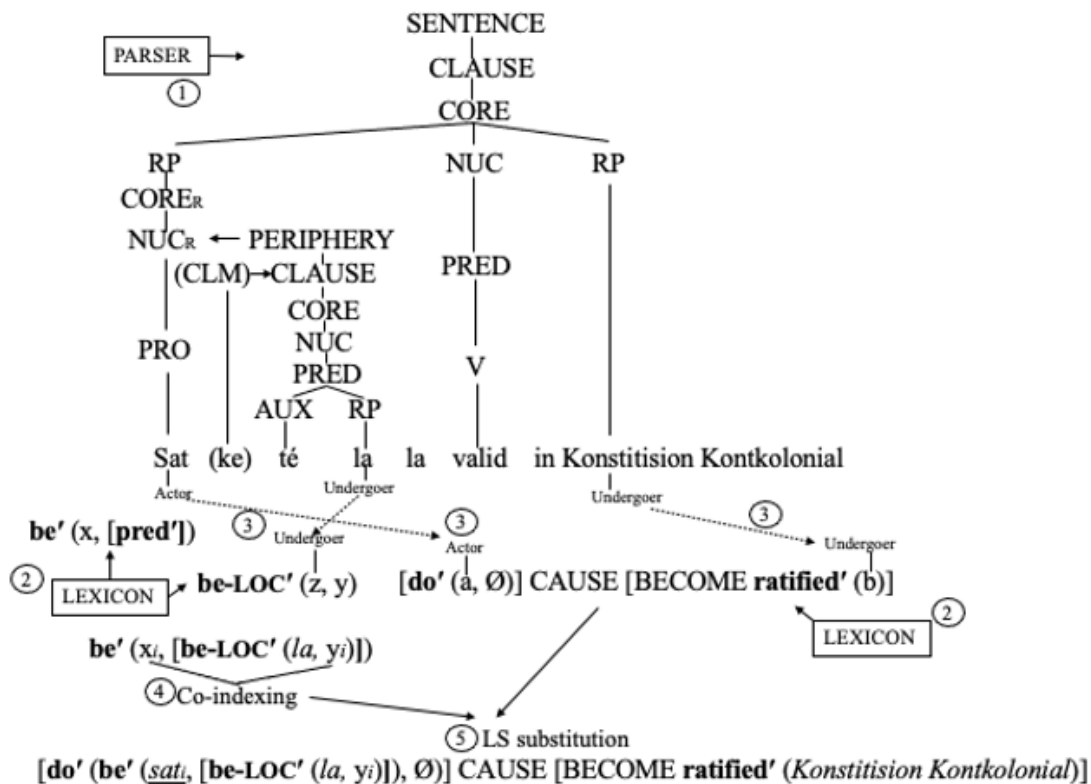 SENTENCE
PARSER
①
CLAUSE
CORE
RP NUC RP
CORER
NUCR PERIPHERY
(CLM) CLAUSE PRED
CORE
NUC
PRO V
PRED
AUX RP
Sat (ke) té la la valid in Konstitision Kontkolonial
Actor Undergoer Undergoer
③ ③ ③
Undergoer Actor Undergoer
be′ (x, [pred′])
② LEXICON be-LOC′ (z, y) [do′ (a, Ø)] CAUSE [BECOME ratified′ (b)]
② LEXICON
be′ (xi, [be-LOC′ (la, yi)])
④ Co-indexing
⑤ LS substitution
[do′ (be′ (sati, [be-LOC′ (la, yi)]), Ø)] CAUSE [BECOME ratified′ (Konstitision Kontkolonial)]